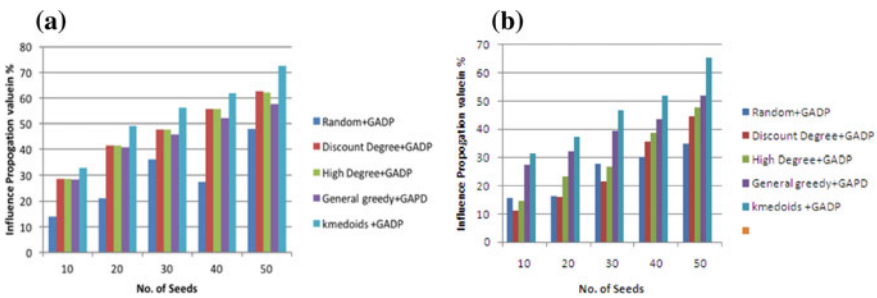 (a)
Influence Propogation valuein %
80
70
60
50
40
30
20
10
0
10 20 30 40 50
No. of Seeds
Random+GADP
Discount Degree+GADP
High Degree+GADP
General greedy+GAPD
kmedoids +GADP
(b)
Influence Propogation valuein %
70
60
50
40
30
20
10
0
10 20 30 40 50
No. of Seeds
Random+GADP
Discount Degree+GADP
High Degree+GADP
General greedy+GAPD
kmedoids +GADP